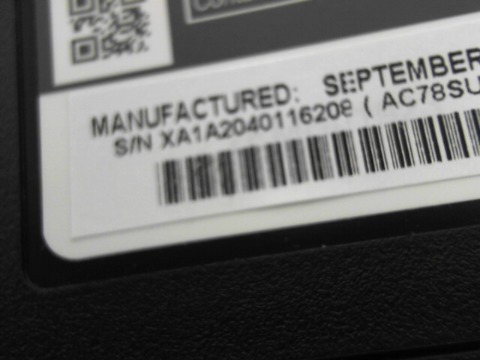 MANUFACTURED: SEPTEMBER
S/N XA1A2040116208 ( AC78SU